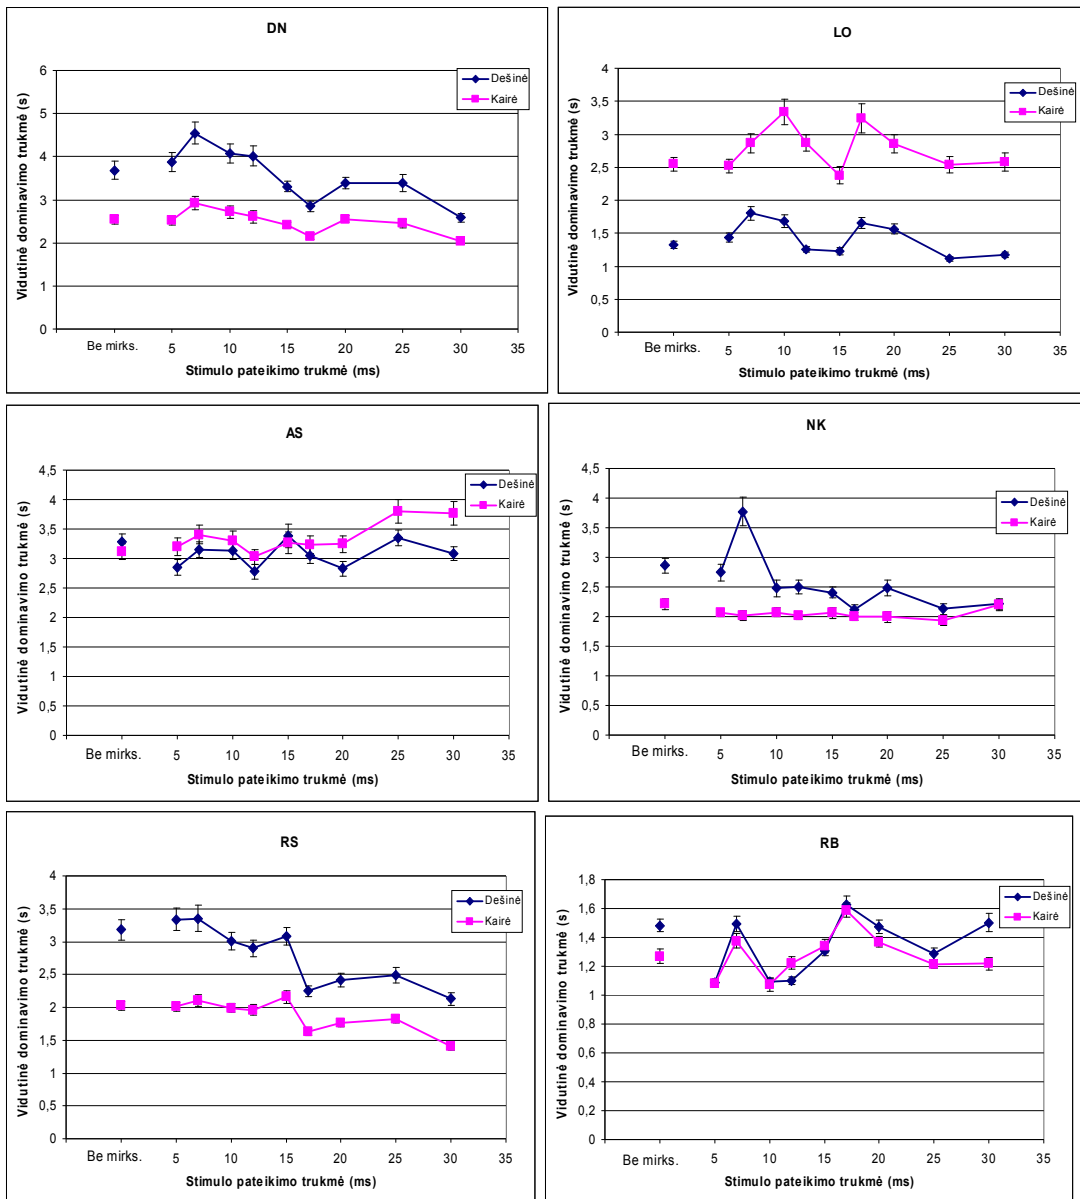 DN
Vidutinė dominavimo trukmė (s)
6
5
4
3
2
1
0
Dešinė
Kairė
Be mirks.
5 10 15 20 25 30 35
Stimulo pateikimo trukmė (ms)
LO
Vidutinė dominavimo trukmė (s)
4
3,5
3
2,5
2
1,5
1
0,5
0
Dešinė
Kairė
Be mirks.
5 10 15 20 25 30 35
Stimulo pateikimo trukmė (ms)
AS
Vidutinė dominavimo trukmė (s)
4,5
4
3,5
3
2,5
2
1,5
1
0,5
0
Dešinė
Kairė
Be mirks.
5 10 15 20 25 30 35
Stimulo pateikimo trukmė (ms)
NK
Vidutinė dominavimo trukmė (s)
4,5
4
3,5
3
2,5
2
1,5
1
0,5
0
Dešinė
Kairė
Be mirks.
5 10 15 20 25 30 35
Stimulo pateikimo trukmė (ms)
RS
Vidutinė dominavimo trukmė (s)
4
3,5
3
2,5
2
1,5
1
0,5
0
Dešinė
Kairė
Be mirks.
5 10 15 20 25 30 35
Stimulo pateikimo trukmė (ms)
RB
Vidutinė dominavimo trukmė (s)
1,8
1,6
1,4
1,2
1
0,8
0,6
0,4
0,2
0
Dešinė
Kairė
Be mirks.
5 10 15 20 25 30 35
Stimulo pateikimo trukmė (ms)